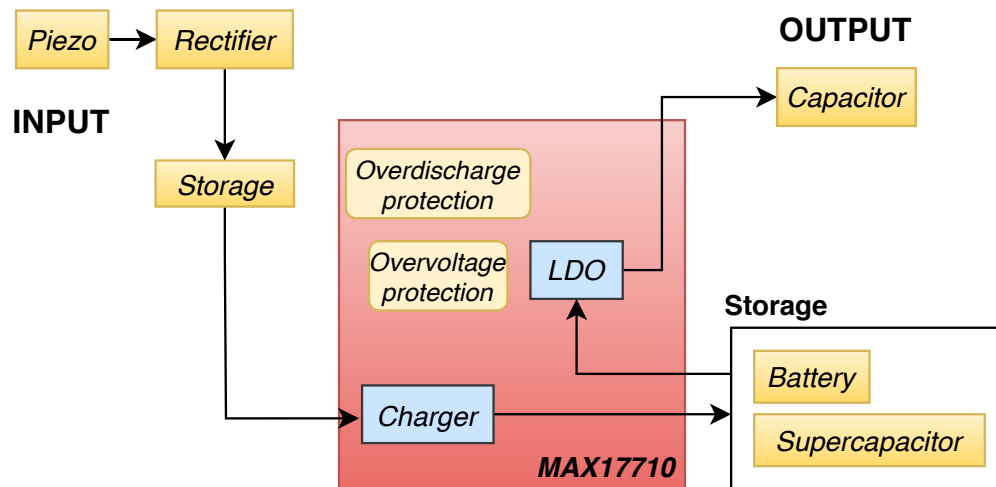 Piezo
Rectifier
OUTPUT
Capacitor
INPUT
Storage
Overdischarge
protection
Overvoltage
protection
LDO
Storage
Battery
Charger
Supercapacitor
MAX17710